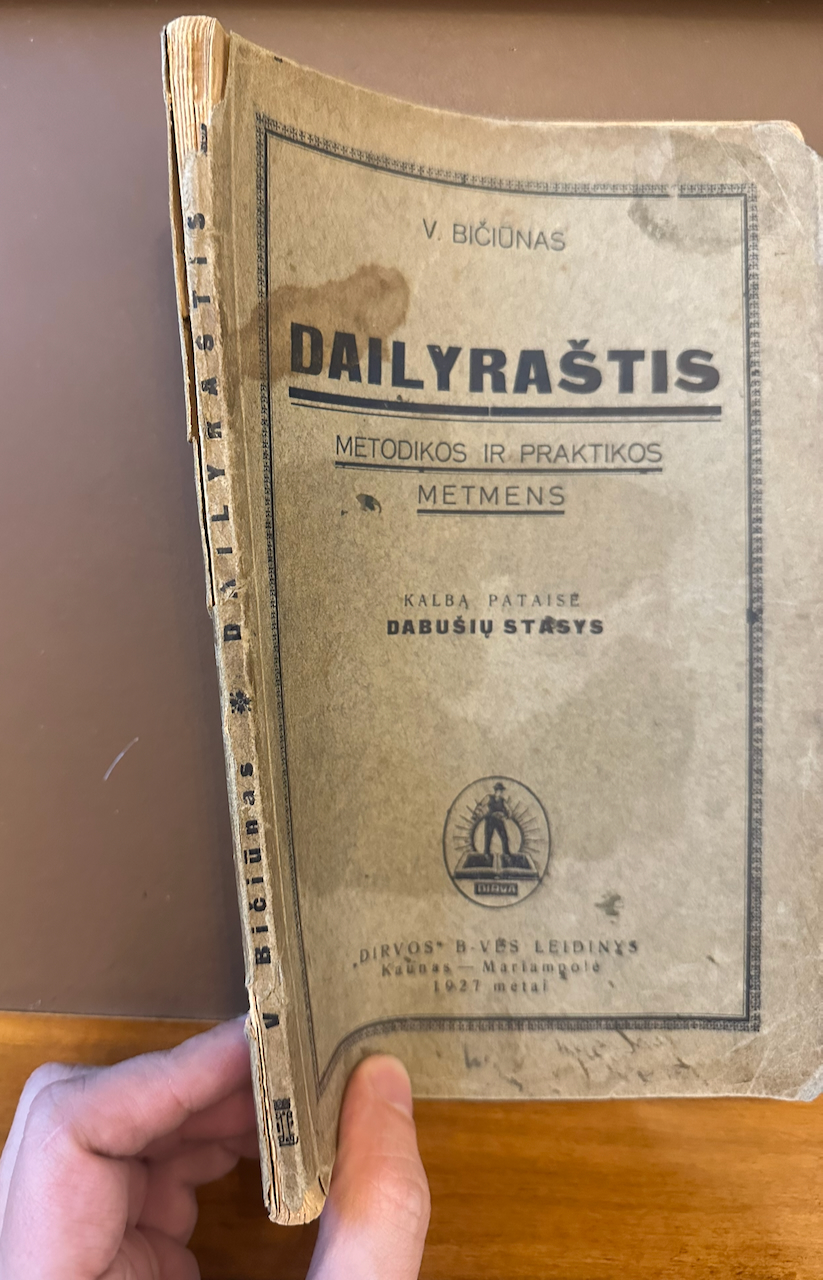 V. BIČIŪNAS
DAILYRAŠTIS
METODIKOS IR PRAKTIKOS
METMENS
KALBĄ PATAISĖ
DABUŠIŲ STASYS
DIRVA
„DIRVOS" B-VĖS LEIDINYS
Kaunas — Mariampolė
1927 metai
V Bičiūnas * DAILYRAŠTIS